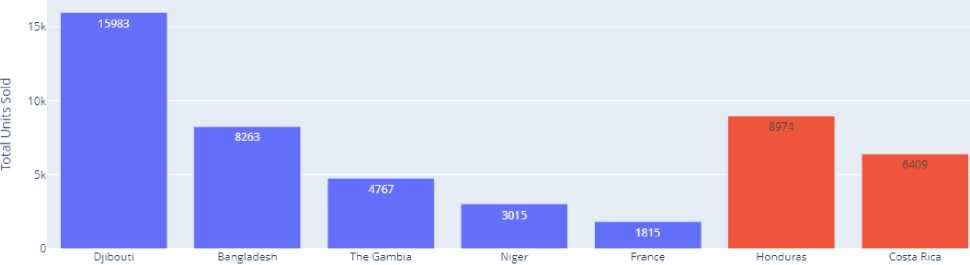 Total Units Sold
15k
10k
5k
0
15983
8263
4767
3015
1815
8974
6409
Djibouti
Bangladesh
The Gambia
Niger
France
Honduras
Costa Rica